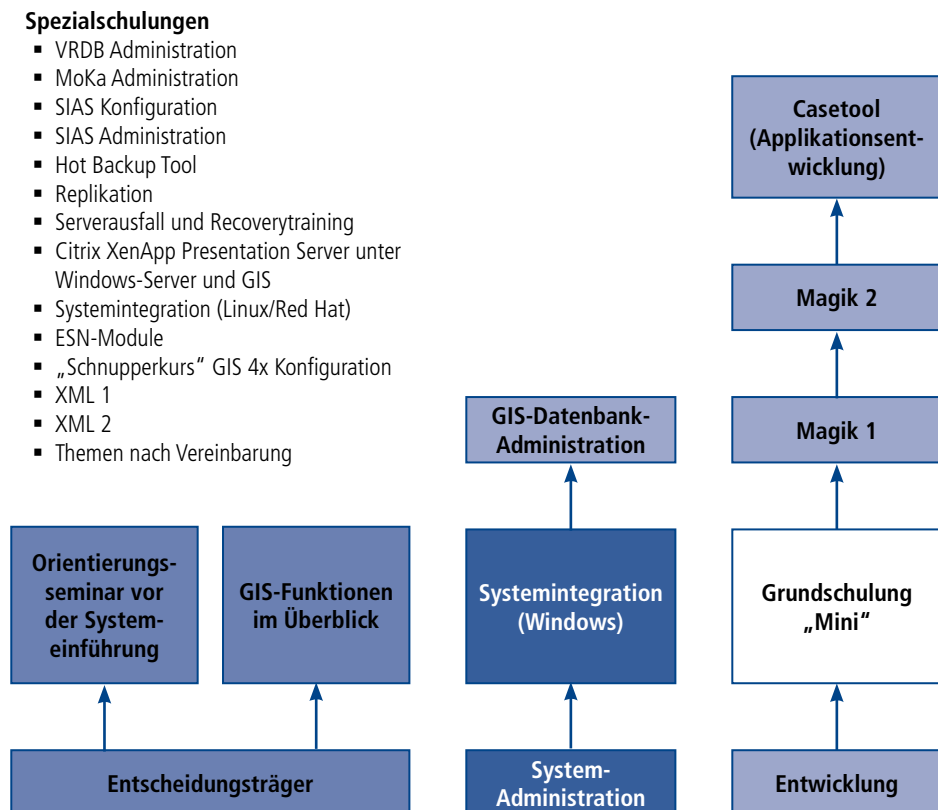 Spezialschulungen
▪ VRDB Administration
▪ MoKa Administration
▪ SIAS Konfiguration
▪ SIAS Administration
▪ Hot Backup Tool
▪ Replikation
▪ Serverausfall und Recoverytraining
▪ Citrix XenApp Presentation Server unter
Windows-Server und GIS
▪ Systemintegration (Linux/Red Hat)
▪ ESN-Module
▪ „Schnupperkurs“ GIS 4x Konfiguration
▪ XML 1
▪ XML 2
▪ Themen nach Vereinbarung
Orientierungs-
seminar vor
der System-
einführung
GIS-Funktionen
im Überblick
Entscheidungsträger
GIS-Datenbank-
Administration
Systemintegration
(Windows)
System-
Administration
Casetool
(Applikationsent-
wicklung)
Magik 2
Magik 1
Grundschulung
„Mini“
Entwicklung